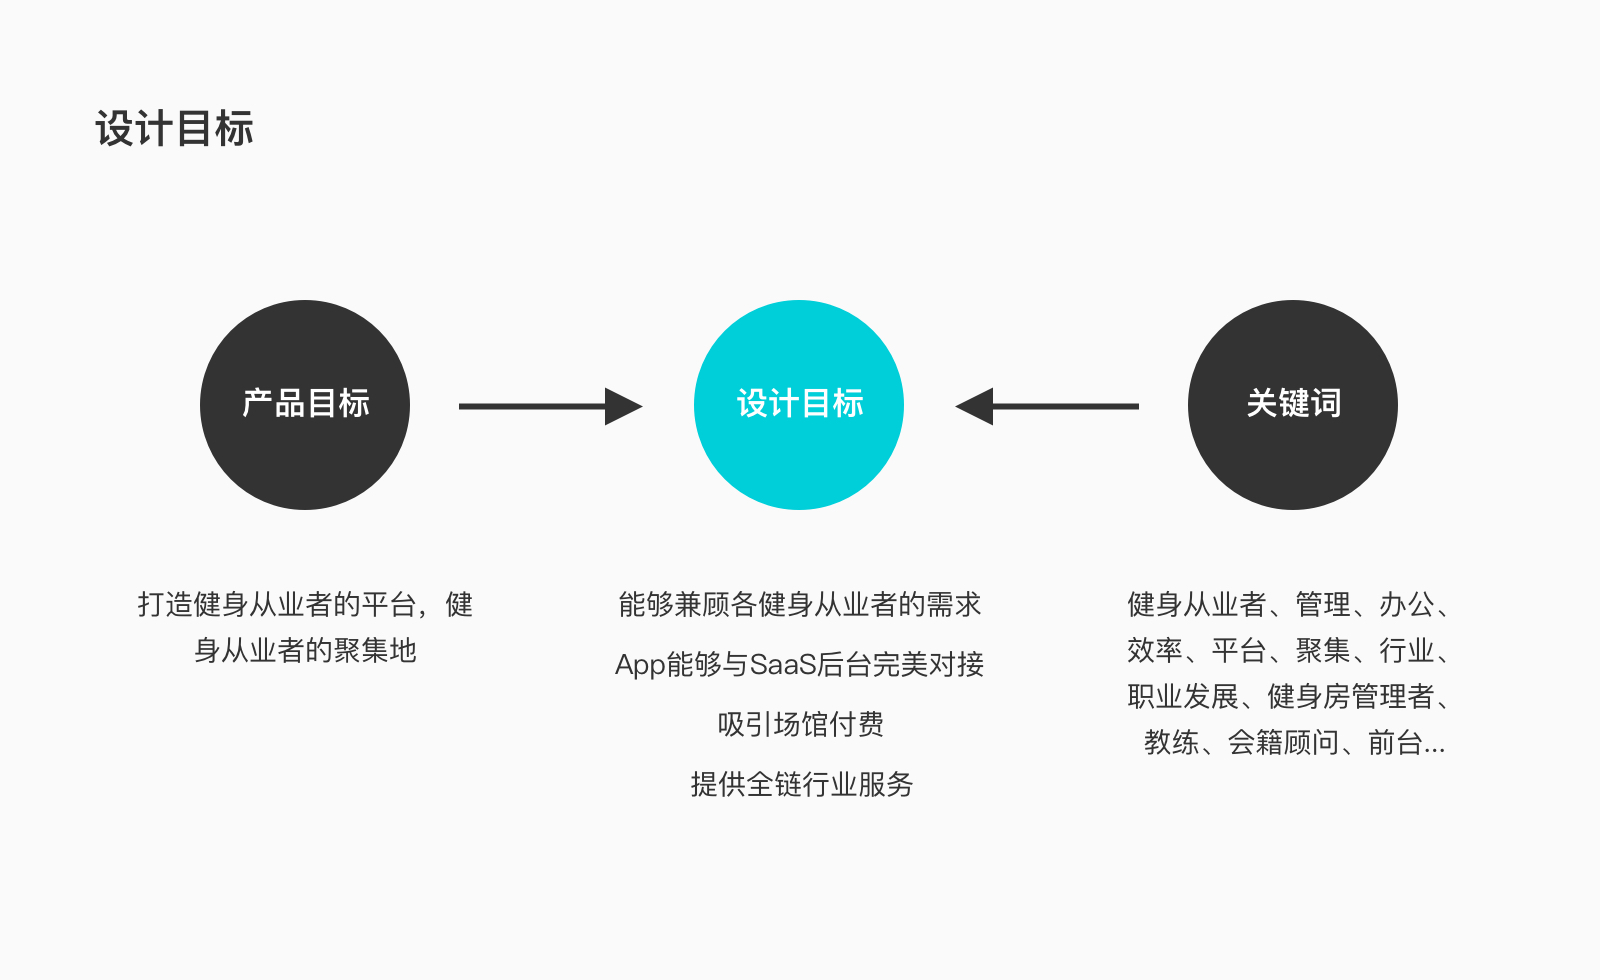 设计目标
产品目标
设计目标
关键词
打造健身从业者的平台，健
身从业者的聚集地
能够兼顾各健身从业者的需求
App能够与SaaS后台完美对接
吸引场馆付费
提供全链行业服务
健身从业者、管理、办公、
效率、平台、聚集、行业、
职业发展、健身房管理者、
教练、会籍顾问、前台...